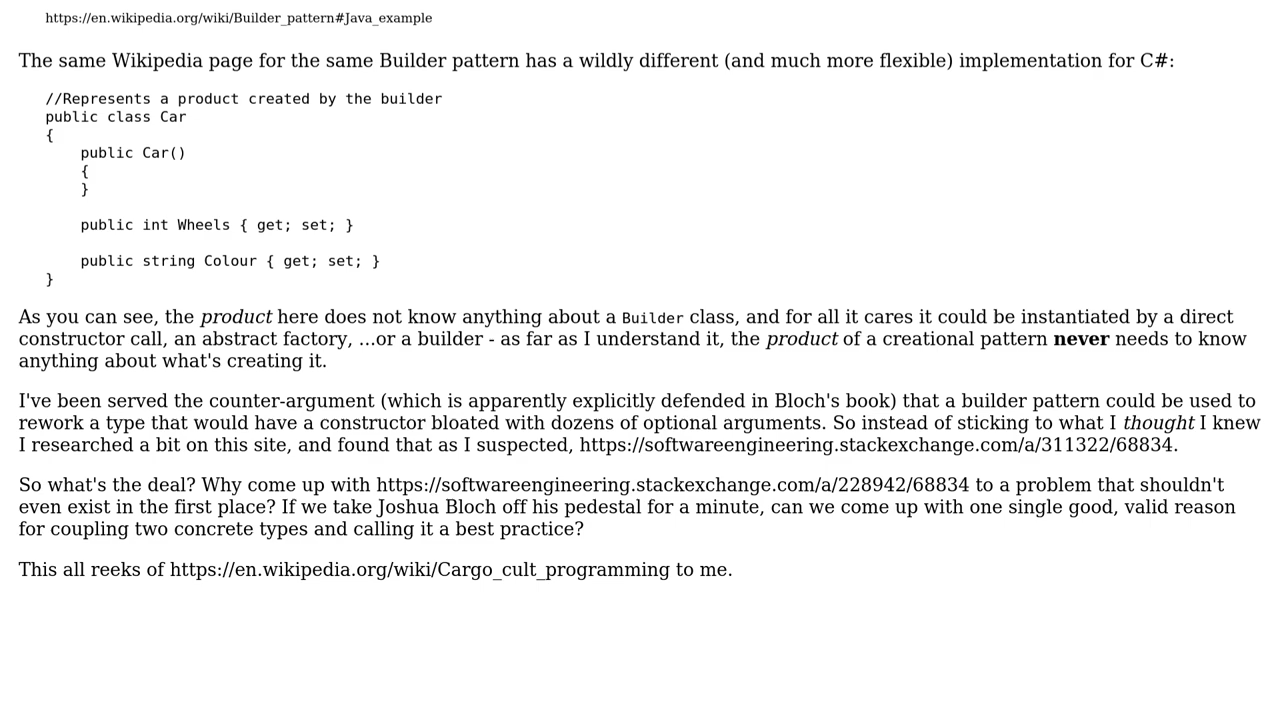 https://en.wikipedia.org/wiki/Builder_pattern#Java_example
The same Wikipedia page for the same Builder pattern has a wildly different (and much more flexible) implementation for C#:
//Represents a product created by the builder
public class Car
{
    public Car()
    {
    }
    public int Wheels { get; set; }
    public string Colour { get; set; }
}
As you can see, the product here does not know anything about a Builder class, and for all it cares it could be instantiated by a direct
constructor call, an abstract factory, ...or a builder - as far as I understand it, the product of a creational pattern never needs to know
anything about what's creating it.
I've been served the counter-argument (which is apparently explicitly defended in Bloch's book) that a builder pattern could be used to
rework a type that would have a constructor bloated with dozens of optional arguments. So instead of sticking to what I thought I knew
I researched a bit on this site, and found that as I suspected, https://softwareengineering.stackexchange.com/a/311322/68834.
So what's the deal? Why come up with https://softwareengineering.stackexchange.com/a/228942/68834 to a problem that shouldn't
even exist in the first place? If we take Joshua Bloch off his pedestal for a minute, can we come up with one single good, valid reason
for coupling two concrete types and calling it a best practice?
This all reeks of https://en.wikipedia.org/wiki/Cargo_cult_programming to me.